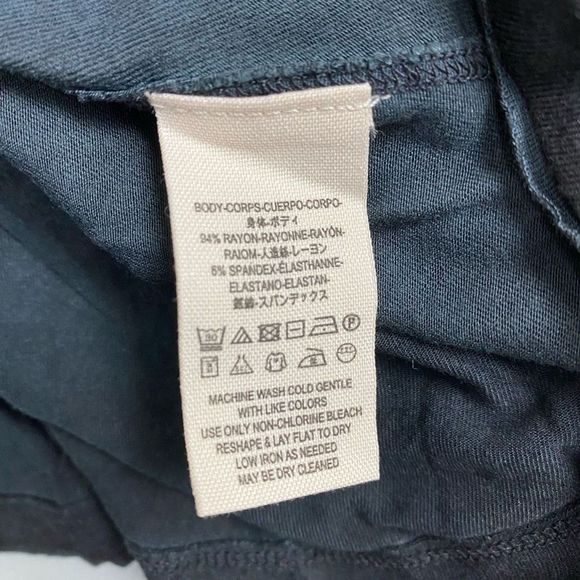 BODY-CORPS-CUERPO-CORPO-
身体-ボディ
94% RAYON-RAYONNE-RAYÓN-
RAIOM-人造絲-レーヨン
6% SPANDEX-ÉLASTHANNE-
ELASTANO-ELASTAN-
-スパンデックス
MACHINE WASH COLD GENTLE
WITH LIKE COLORS
USE ONLY NON-CHLORINE BLEACH
RESHAPE & LAY FLAT TO DRY
LOW IRON AS NEEDED
MAY BE DRY CLEANED